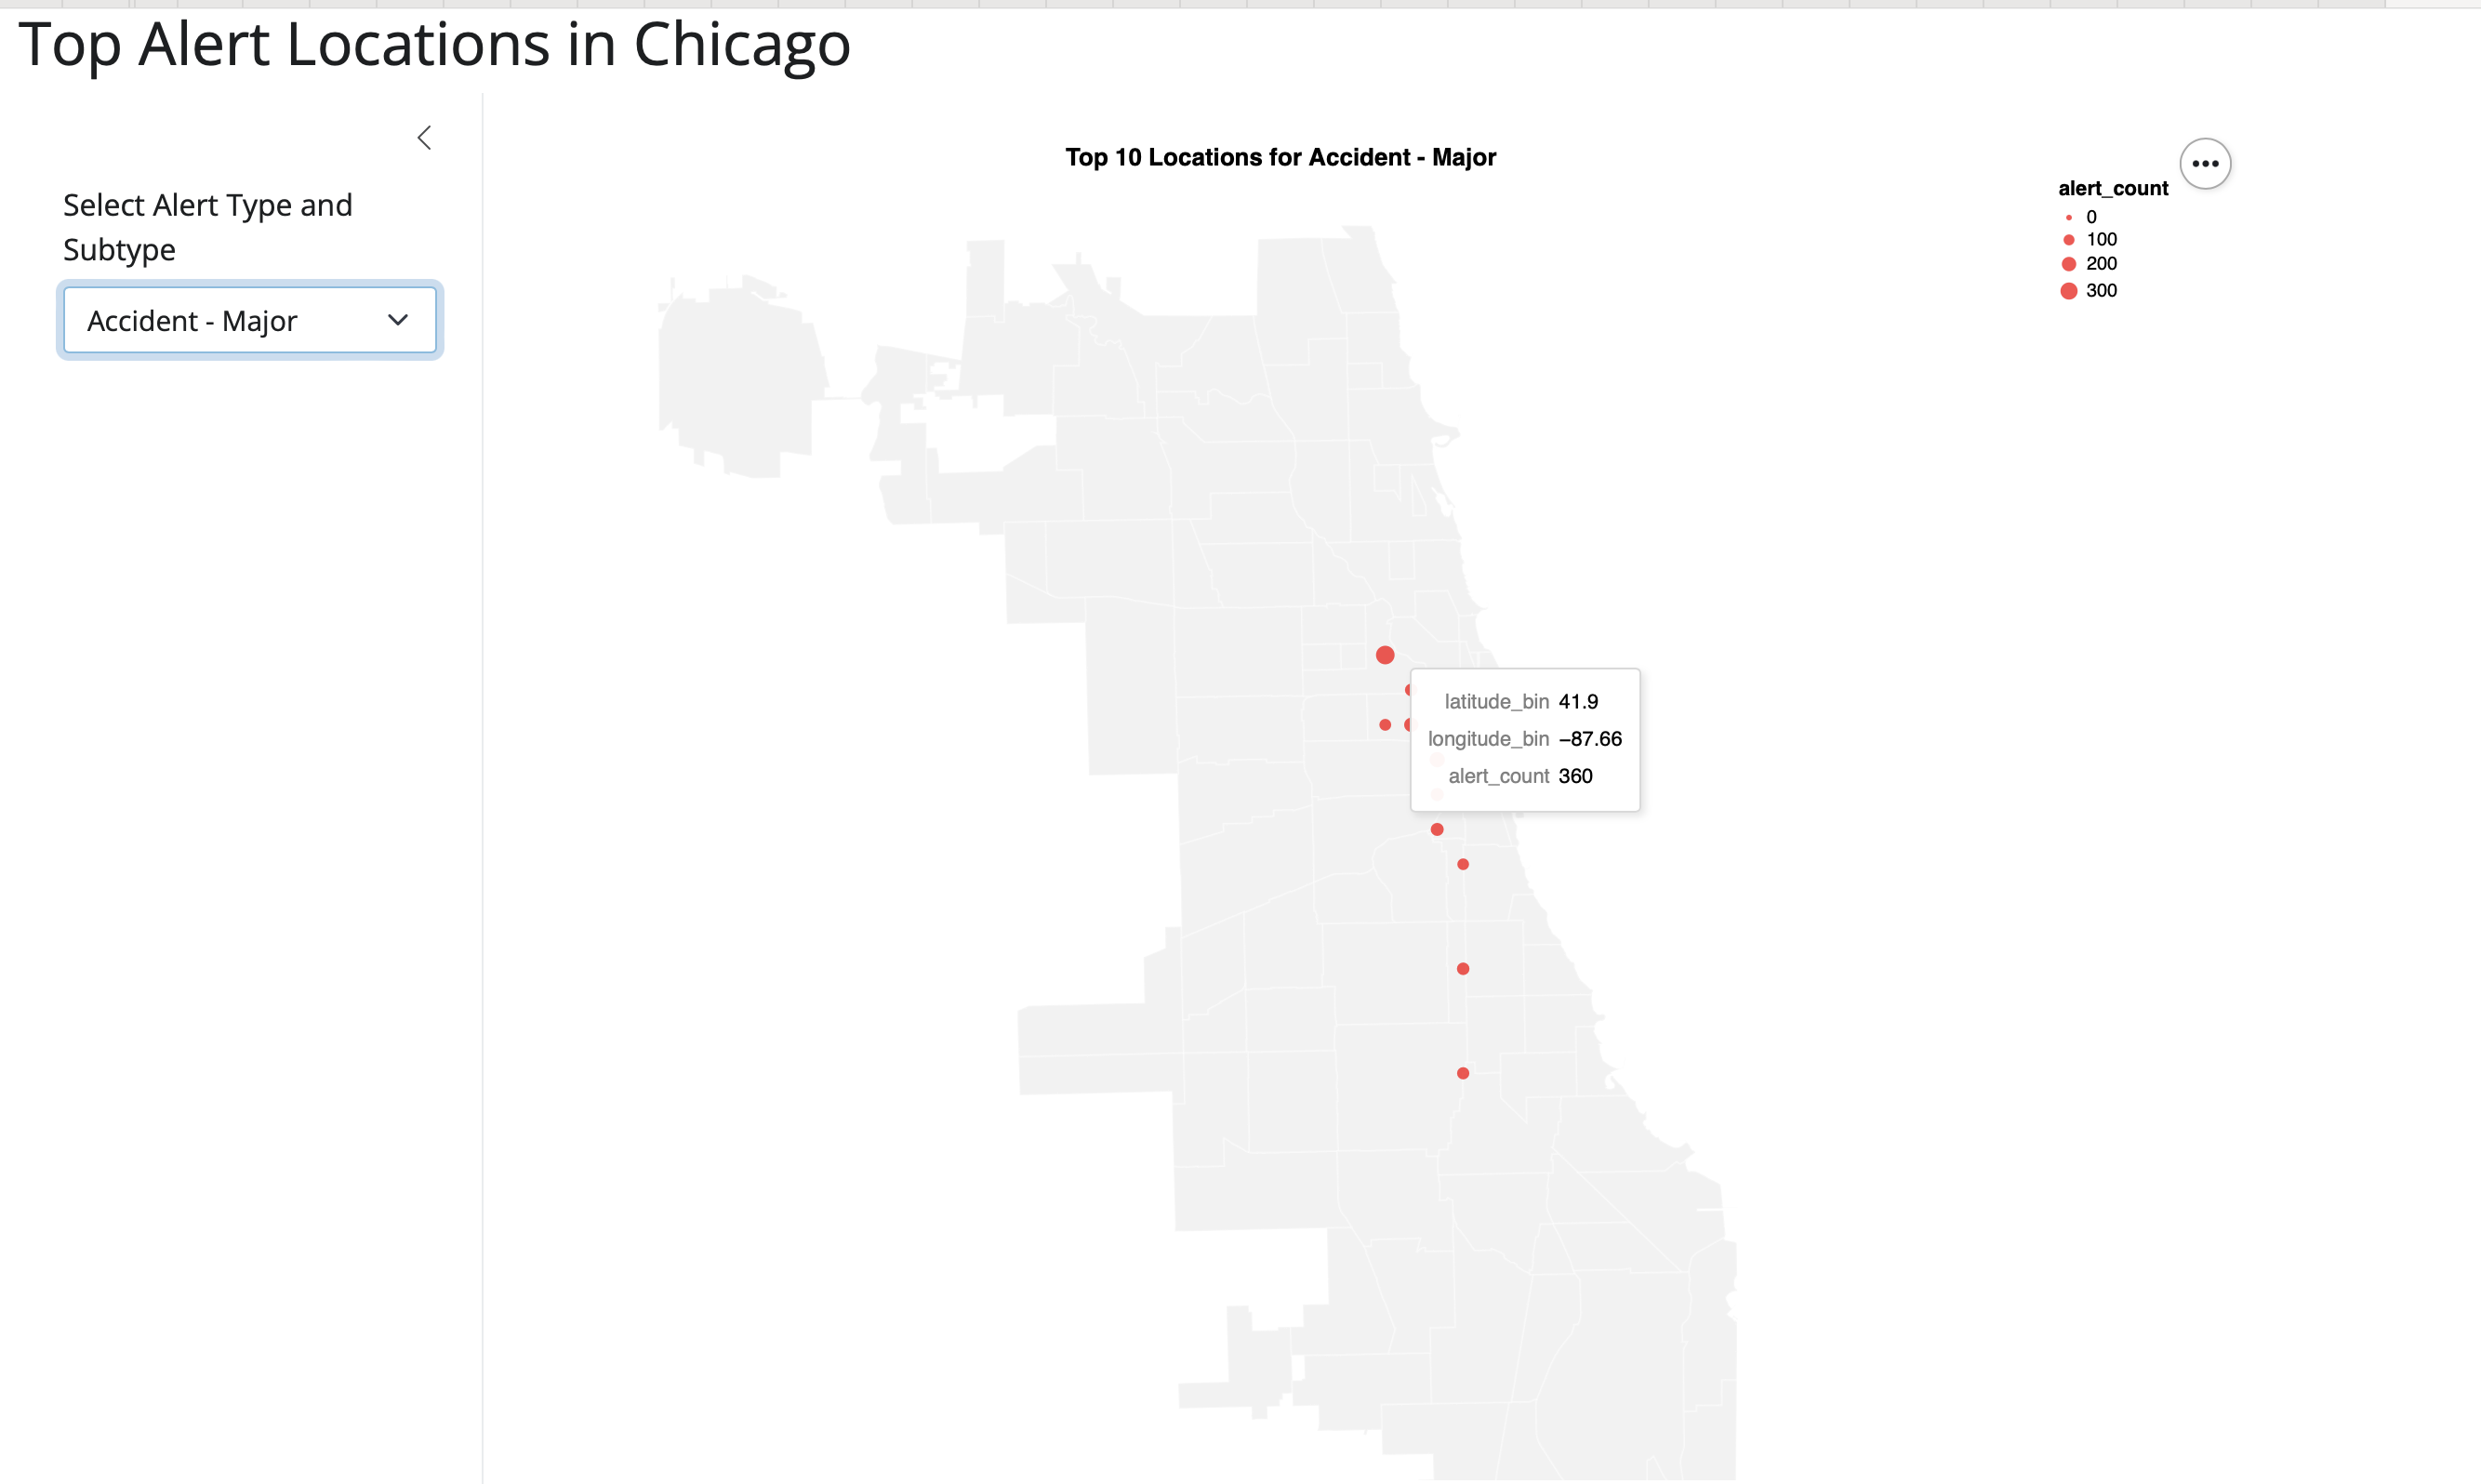 Top Alert Locations in Chicago
Select Alert Type and
Subtype
Accident - Major
Top 10 Locations for Accident - Major
alert_count
0
100
200
300
latitude_bin 41.9
longitude_bin −87.66
alert_count 360